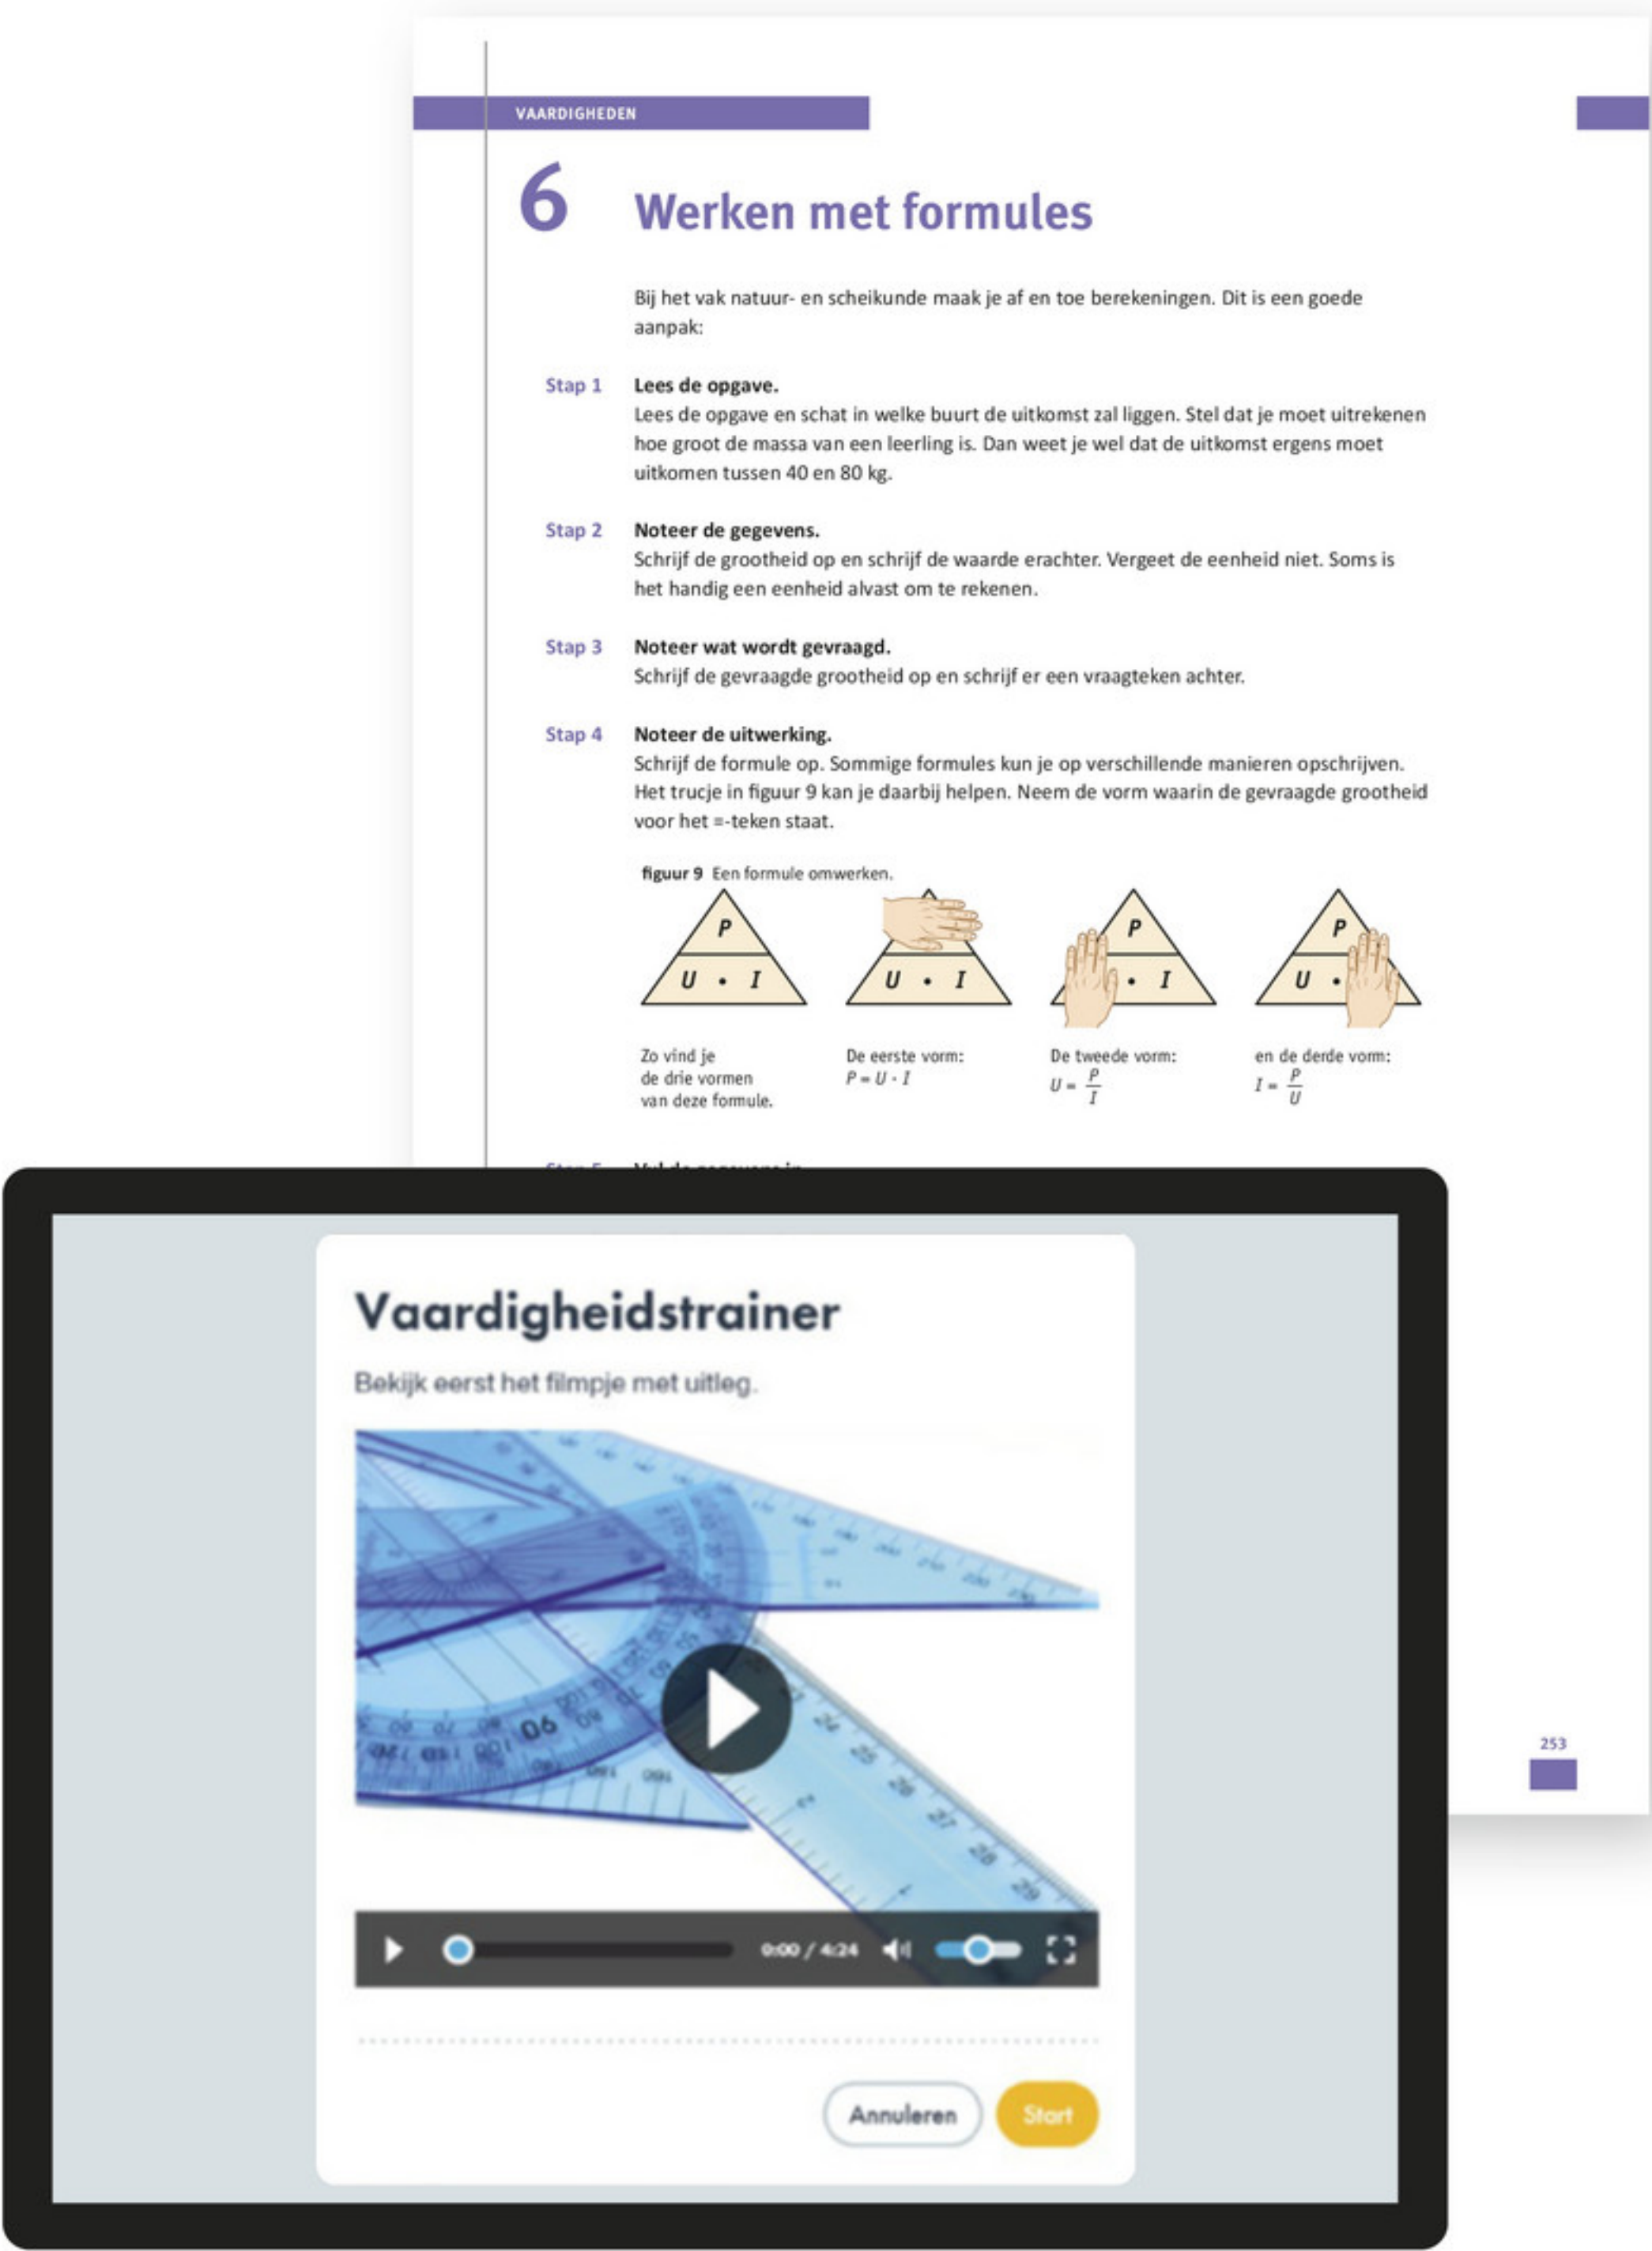 VAARDIGHEDEN
6 Werken met formules
Bij het vak natuur- en scheikunde maak je af en toe berekeningen. Dit is een goede
aanpak:
Stap 1 Lees de opgave.
Lees de opgave en schat in welke buurt de uitkomst zal liggen. Stel dat je moet uitrekenen
hoe groot de massa van een leerling is. Dan weet je wel dat de uitkomst ergens moet
uitkomen tussen 40 en 80 kg.
Stap 2 Noteer de gegevens.
Schrijf de grootheid op en schrijf de waarde erachter. Vergeet de eenheid niet. Soms is
het handig een eenheid alvast om te rekenen.
Stap 3 Noteer wat wordt gevraagd.
Schrijf de gevraagde grootheid op en schrijf er een vraagteken achter.
Stap 4 Noteer de uitwerking.
Schrijf de formule op. Sommige formules kun je op verschillende manieren opschrijven.
Het trucje in figuur 9 kan je daarbij helpen. Neem de vorm waarin de gevraagde grootheid
voor het =-teken staat.
figuur 9 Een formule omwerken.
P
U • I
U • I
P
• I
P
U •
Zo vind je
de drie vormen
van deze formule.
De eerste vorm:
P = U · I
De tweede vorm:
U = P/I
en de derde vorm:
I = P/U
253
Vaardigheidstrainer
Bekijk eerst het filmpje met uitleg.
90
24
25
26
27
28
29
0:00 / 4:24
Annuleren
Start